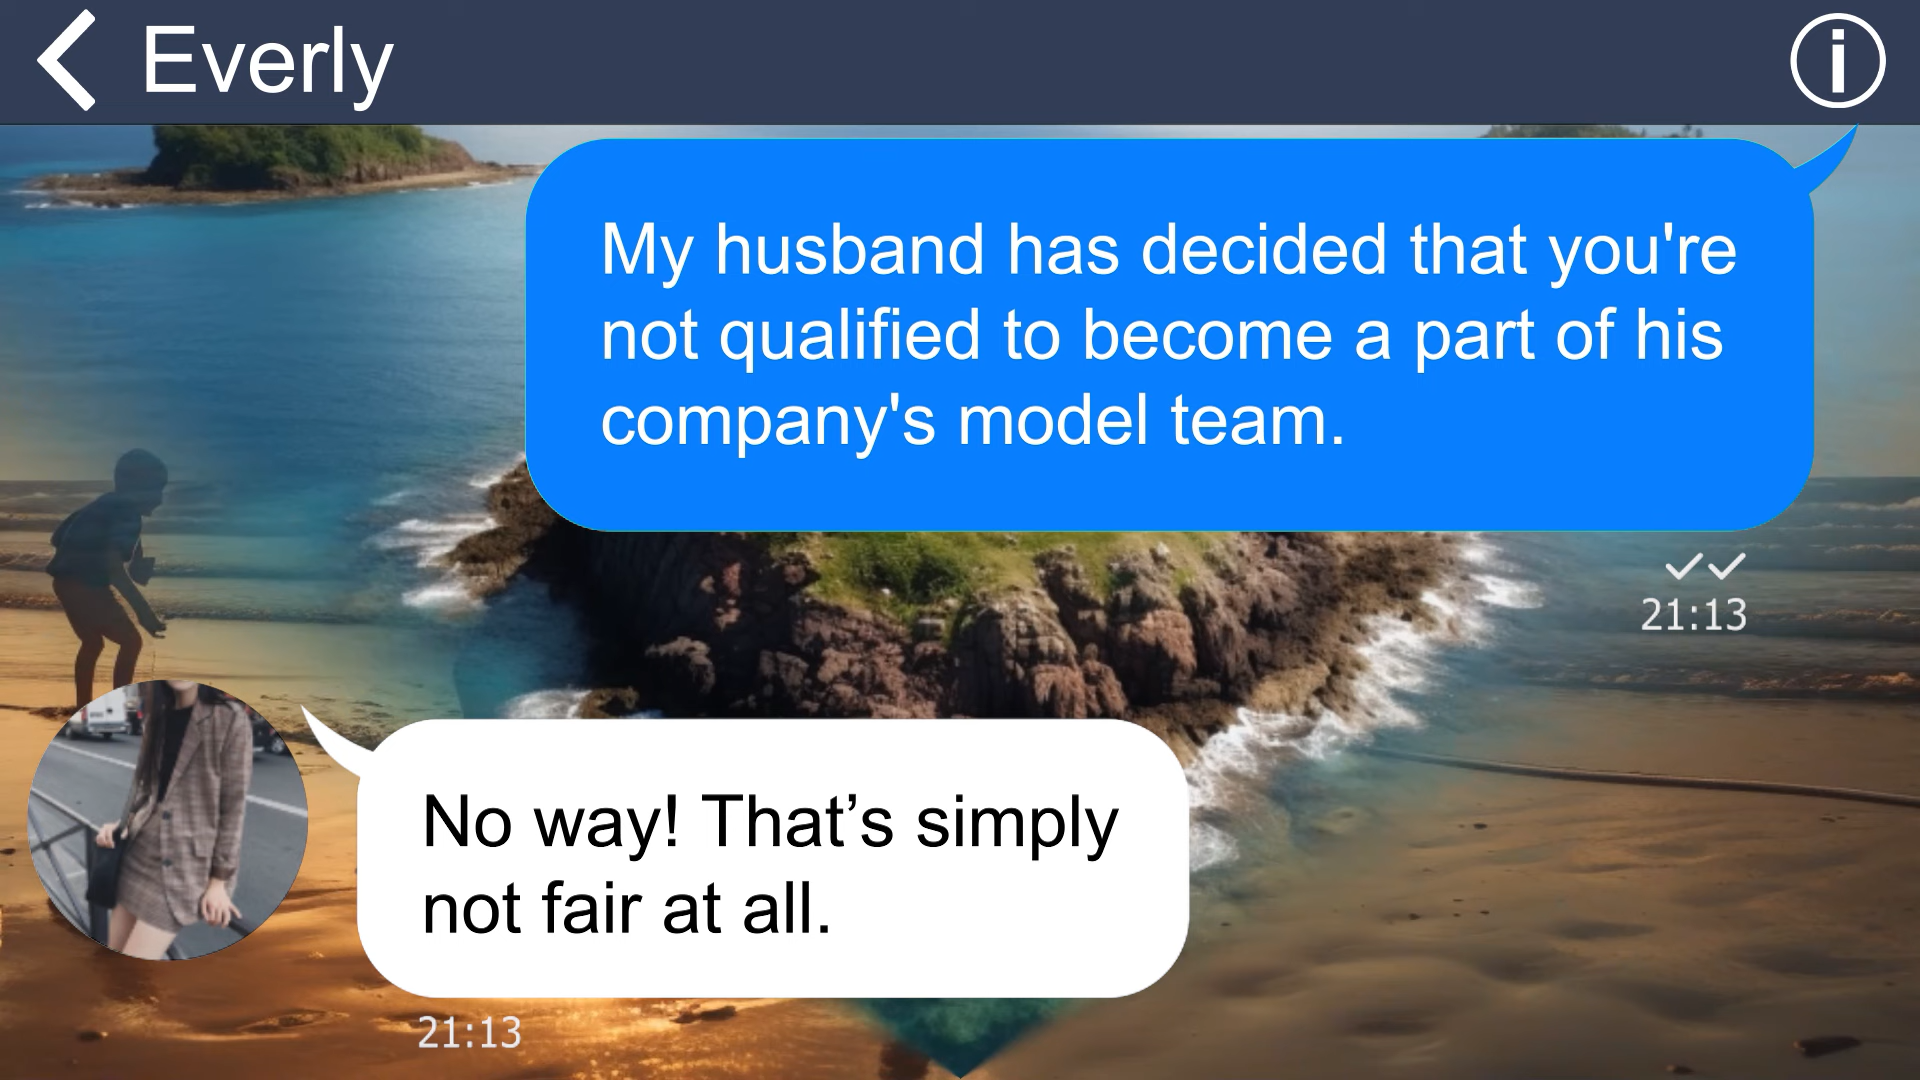 Everly
My husband has decided that you're
not qualified to become a part of his
company's model team.
21:13
No way! That’s simply
not fair at all.
21:13